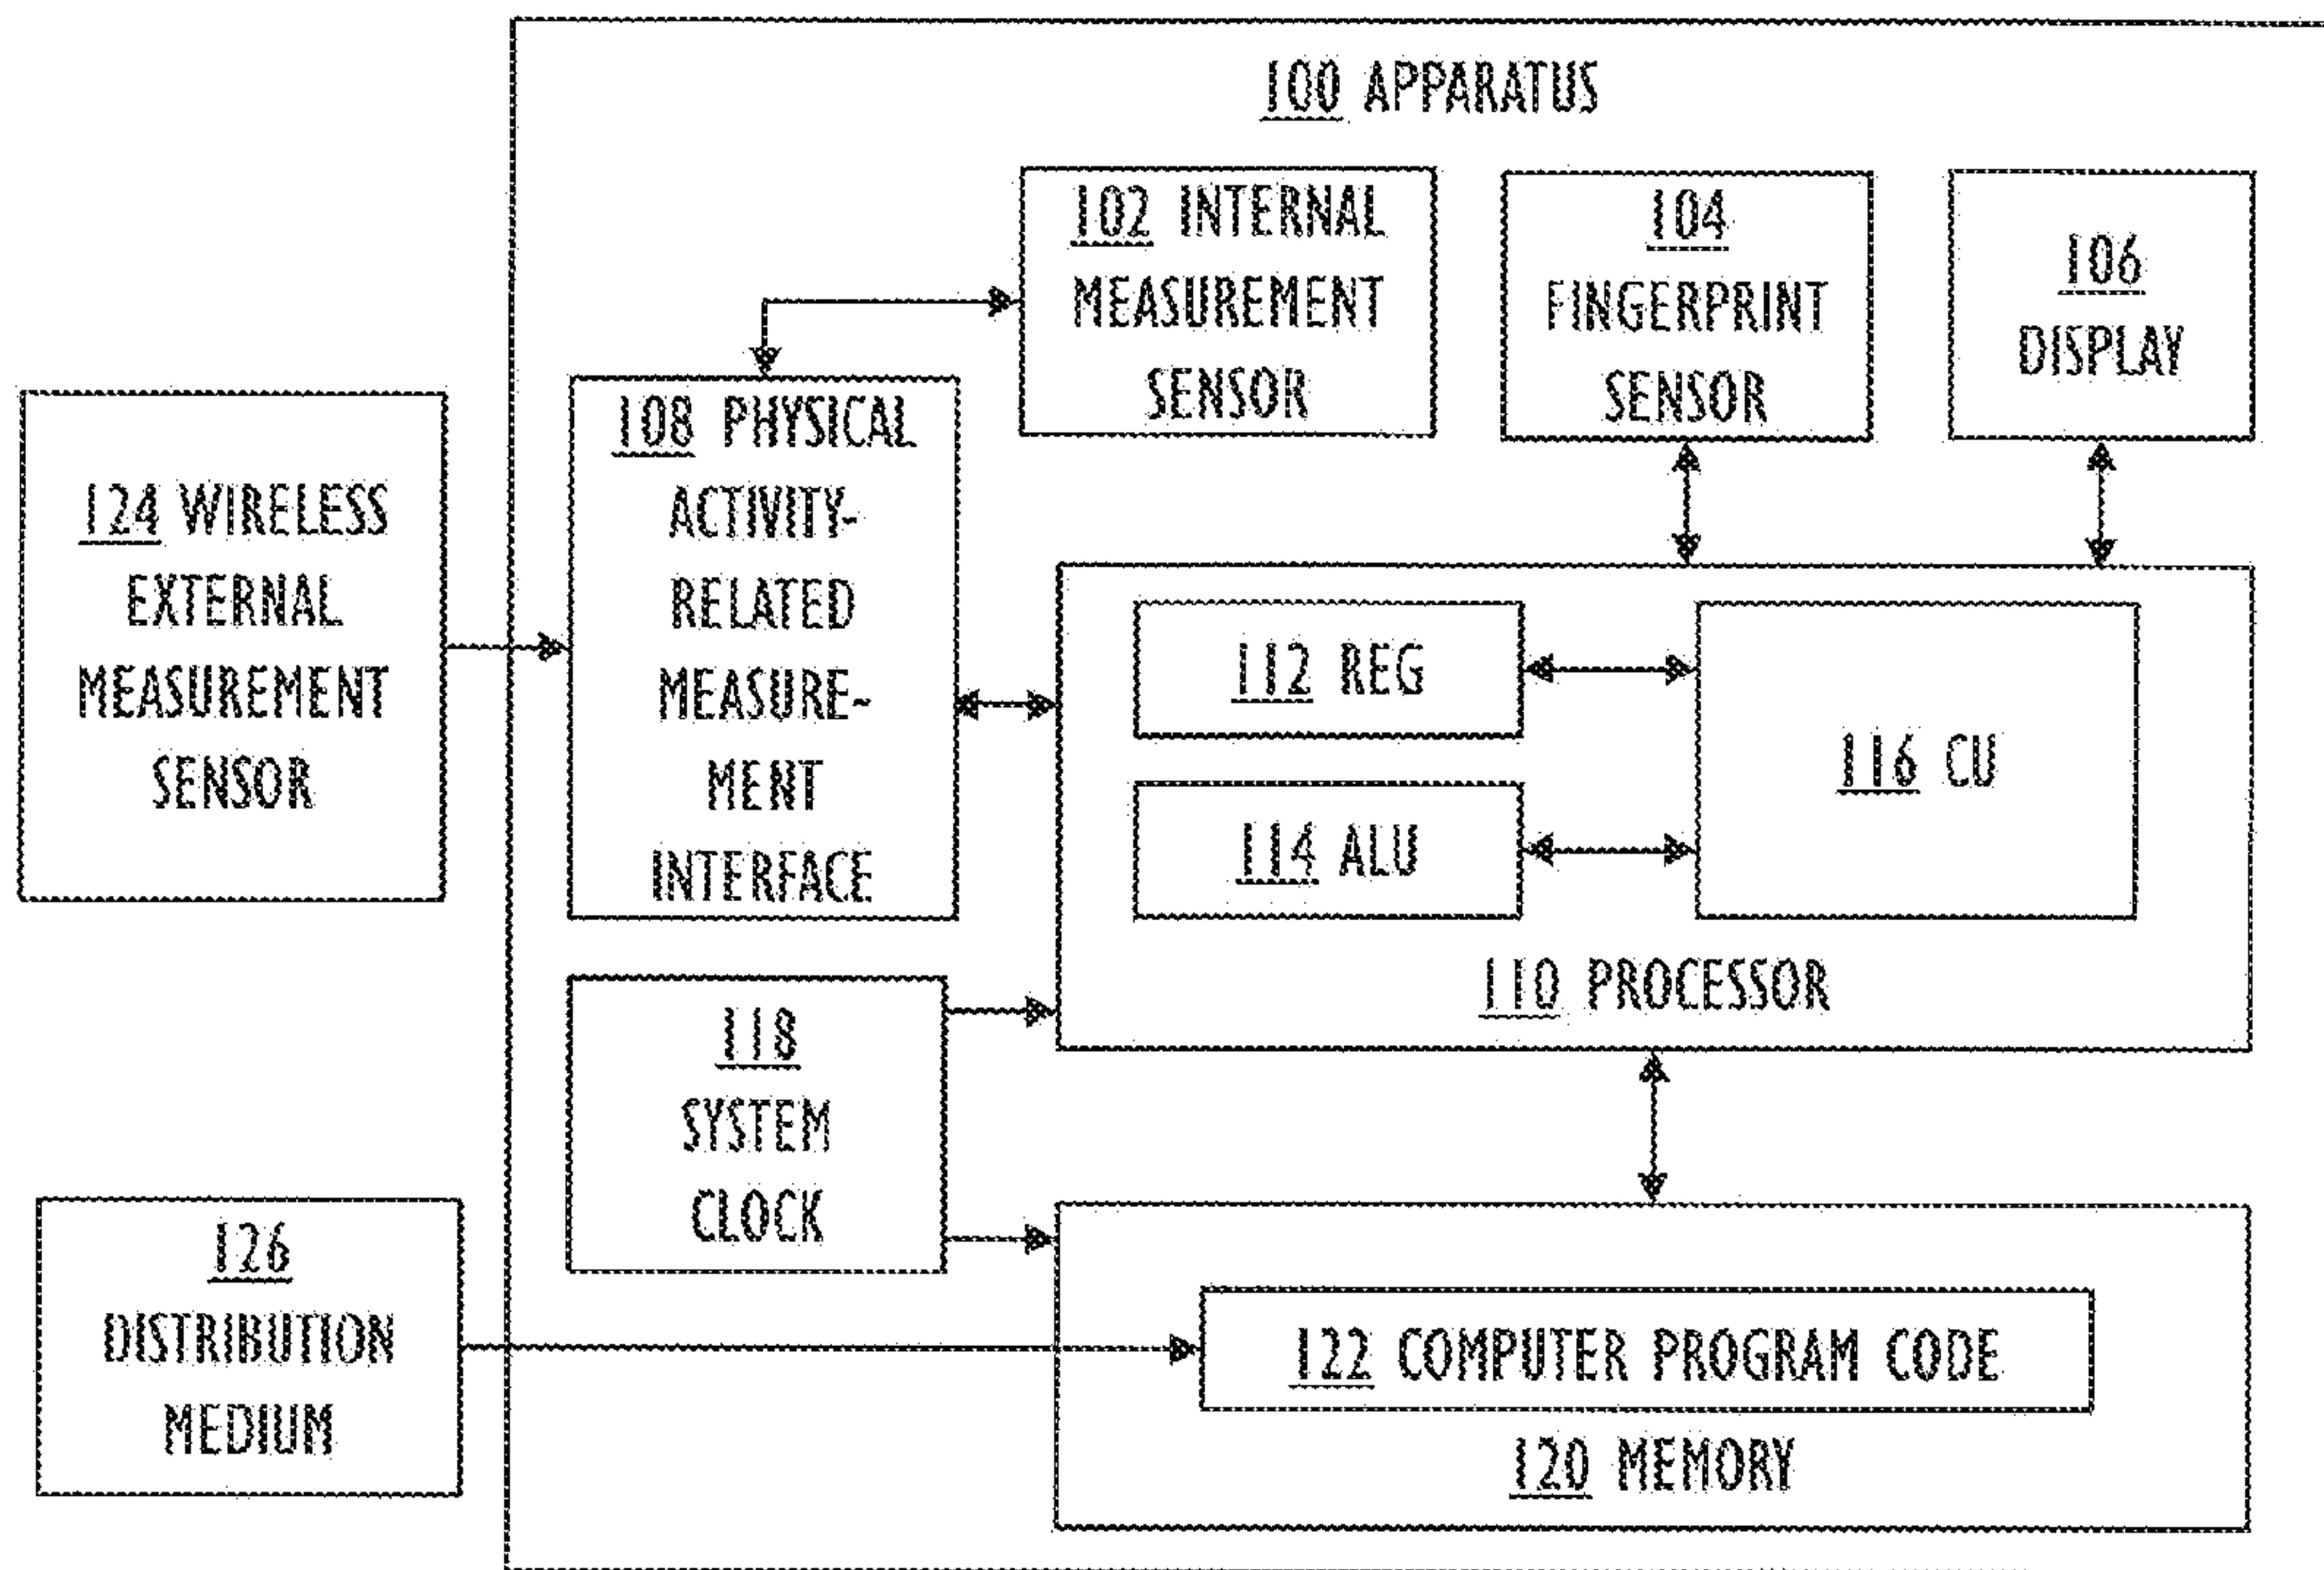 100 APPARATUS
102 INTERNAL
MEASUREMENT
SENSOR
104
FINGERPRINT
SENSOR
106
DISPLAY
108 PHYSICAL
ACTIVITY-
RELATED
MEASURE-
MENT
INTERFACE
124 WIRELESS
EXTERNAL
MEASUREMENT
SENSOR
112 REG
114 ALU
116 CU
110 PROCESSOR
118
SYSTEM
CLOCK
126
DISTRIBUTION
MEDIUM
122 COMPUTER PROGRAM CODE
120 MEMORY